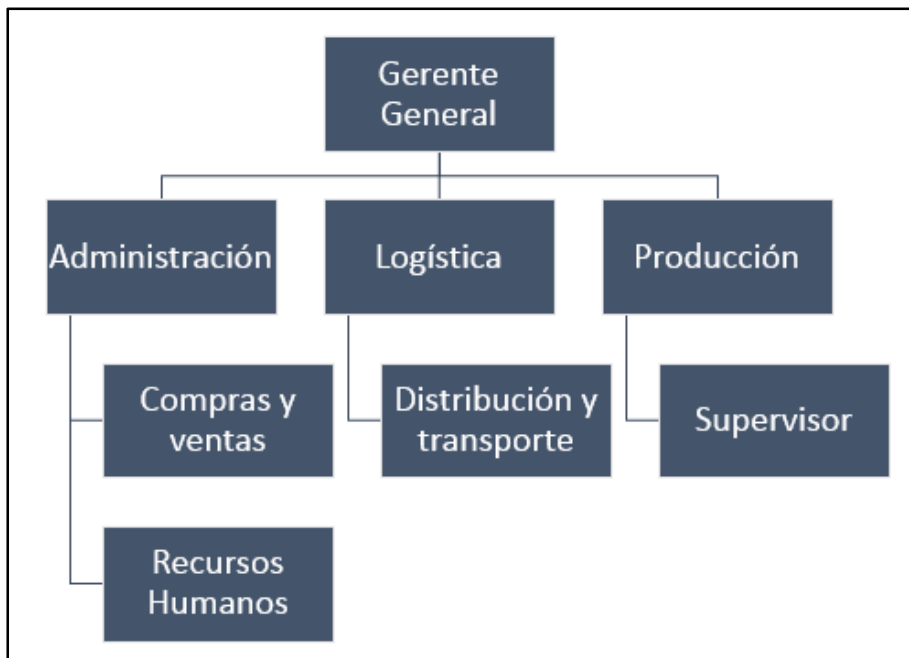 Gerente
General
Administración
Logística
Producción
Compras y
ventas
Distribución y
transporte
Supervisor
Recursos
Humanos